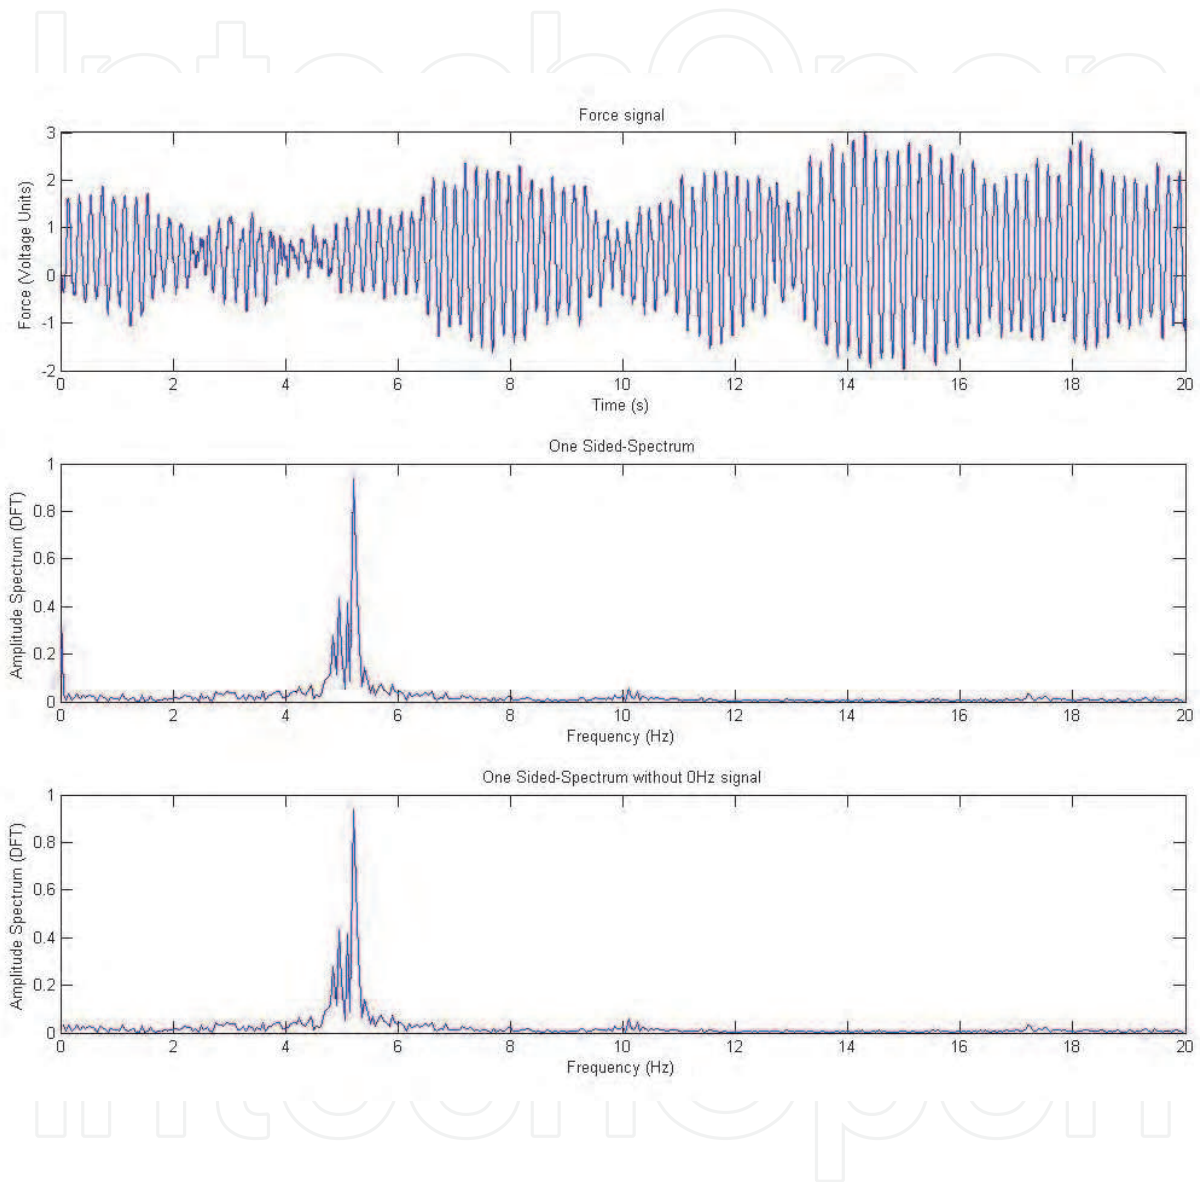 IntechOpen
Force signal
Force (Voltage Units)
3
2
1
0
-1
-2
0 2 4 6 8 10 12 14 16 18 20
Time (s)
One Sided-Spectrum
Amplitude Spectrum (DFT)
1
0.8
0.6
0.4
0.2
0
0 2 4 6 8 10 12 14 16 18 20
Frequency (Hz)
One Sided-Spectrum without 0Hz signal
Amplitude Spectrum (DFT)
1
0.8
0.6
0.4
0.2
0
0 2 4 6 8 10 12 14 16 18 20
Frequency (Hz)
IntechOpen